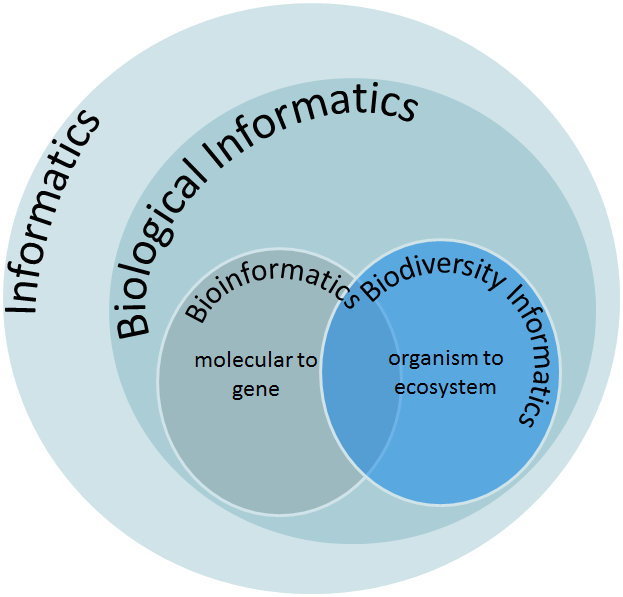 Informatics
Biological Informatics
Bioinformatics
molecular to
gene
Biodiversity Informatics
organism to
ecosystem